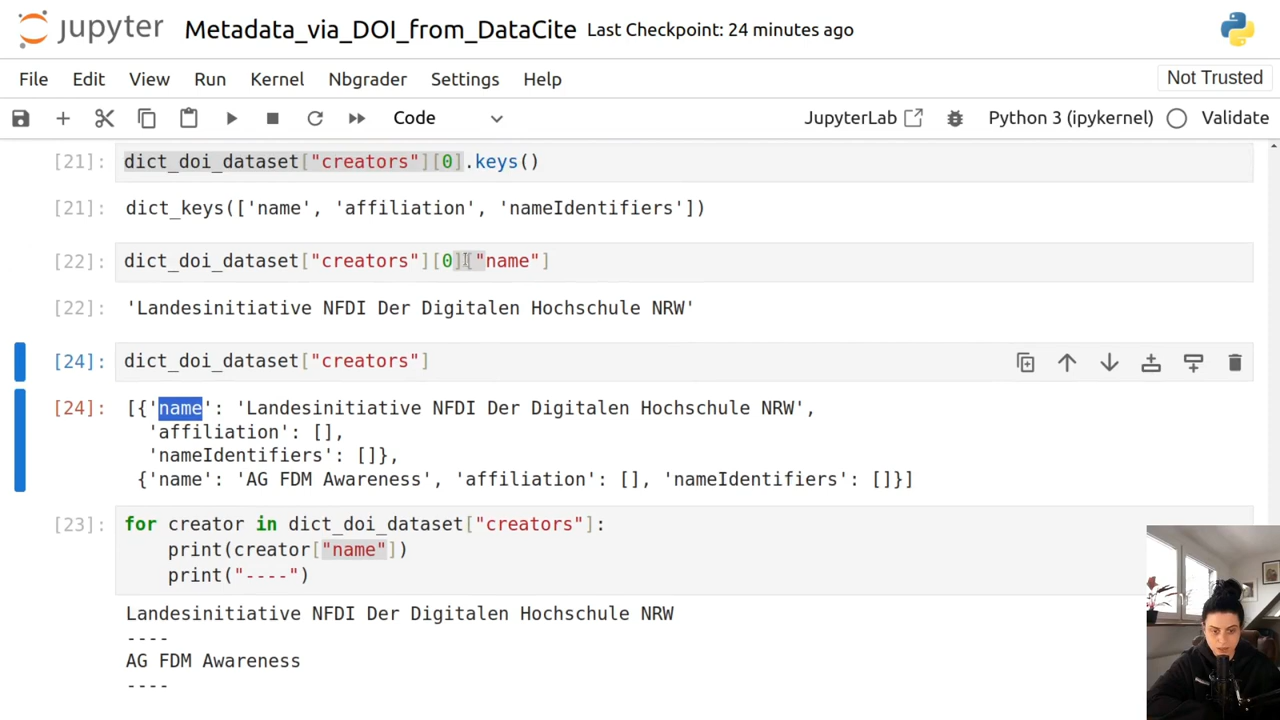 jupyter Metadata_via_DOI_from_DataCite Last Checkpoint: 24 minutes ago
File Edit View Run Kernel Nbgrader Settings Help Not Trusted
Code JupyterLab Python 3 (ipykernel) Validate
[21]: dict_doi_dataset["creators"][0].keys()
[21]: dict_keys(['name', 'affiliation', 'nameIdentifiers'])
[22]: dict_doi_dataset["creators"][0]["name"]
[22]: 'Landesinitiative NFDI Der Digitalen Hochschule NRW'
[24]: dict_doi_dataset["creators"]
[24]: [{'name': 'Landesinitiative NFDI Der Digitalen Hochschule NRW',
'affiliation': [],
'nameIdentifiers': []},
{'name': 'AG FDM Awareness', 'affiliation': [], 'nameIdentifiers': []}]
[23]: for creator in dict_doi_dataset["creators"]:
print(creator["name"])
print("----")
Landesinitiative NFDI Der Digitalen Hochschule NRW
----
AG FDM Awareness
----